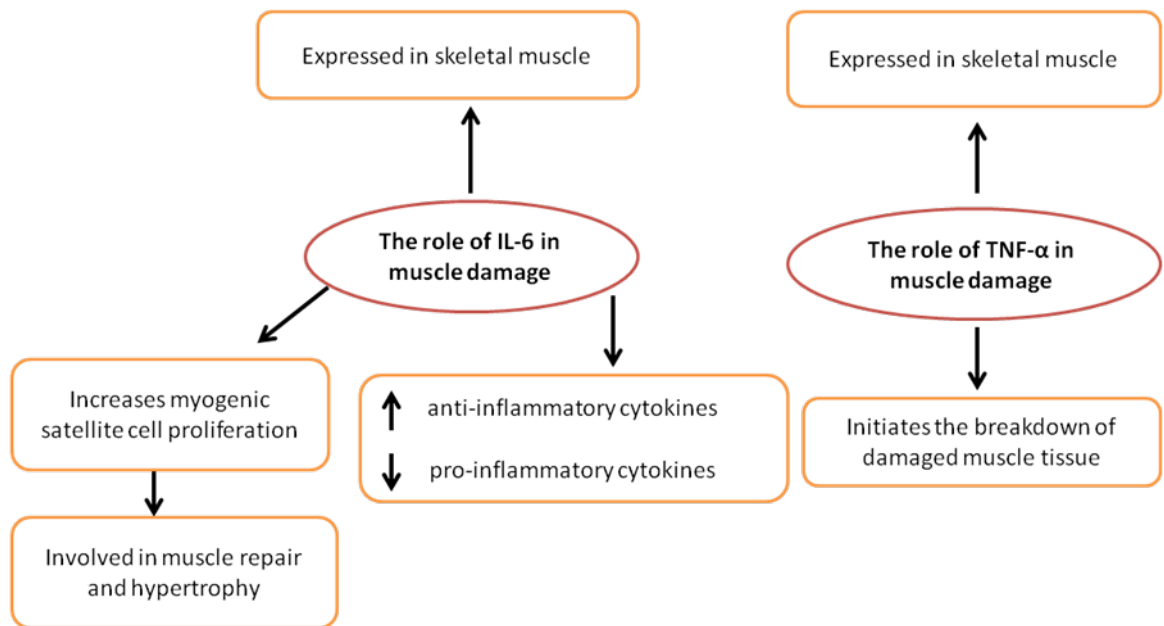 Expressed in skeletal muscle
Expressed in skeletal muscle
The role of IL-6 in
muscle damage
The role of TNF-α in
muscle damage
Increases myogenic
satellite cell proliferation
anti-inflammatory cytokines
pro-inflammatory cytokines
Initiates the breakdown of
damaged muscle tissue
Involved in muscle repair
and hypertrophy